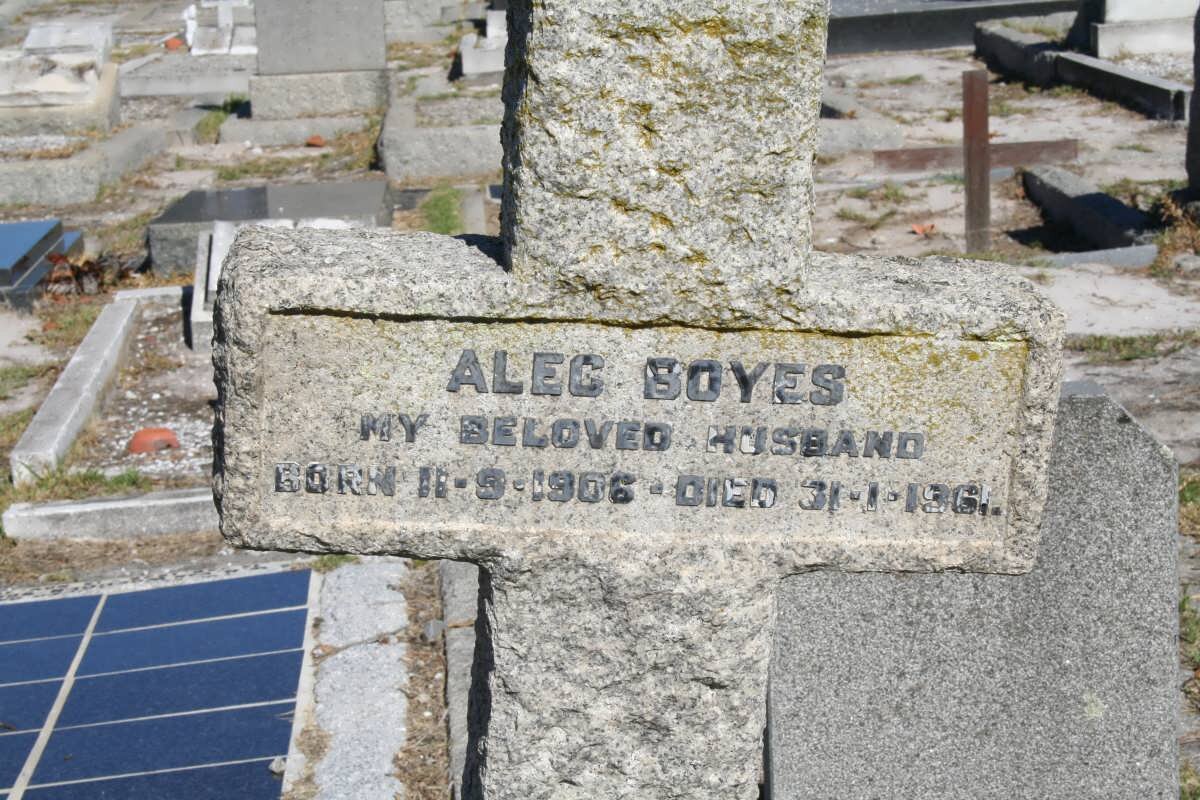 ALEC BOYES
MY BELOVED HUSBAND
BORN 11-9-1906 - DIED 31-1-1961.